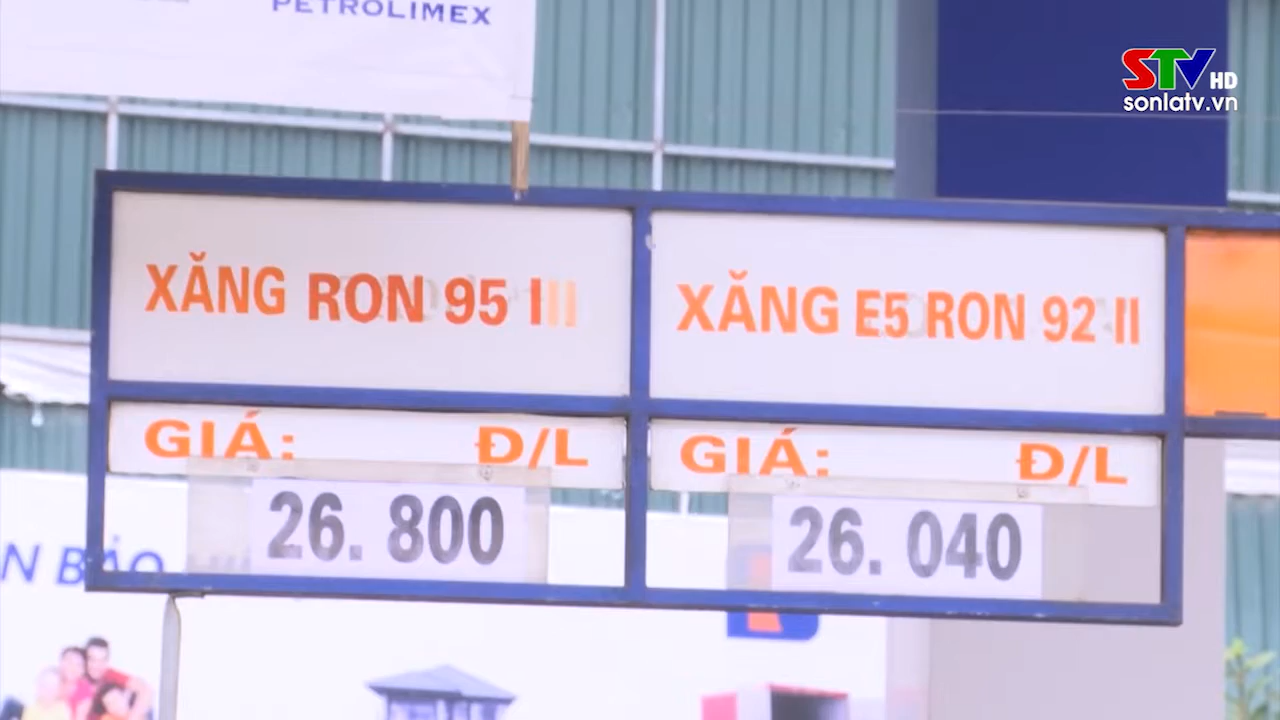 PETROLIMEX
STV HD
sonlatv.vn
XĂNG RON 95 III
XĂNG E5 RON 92 II
GIÁ: Đ/L
GIÁ: Đ/L
26. 800
26. 040
N BẢO